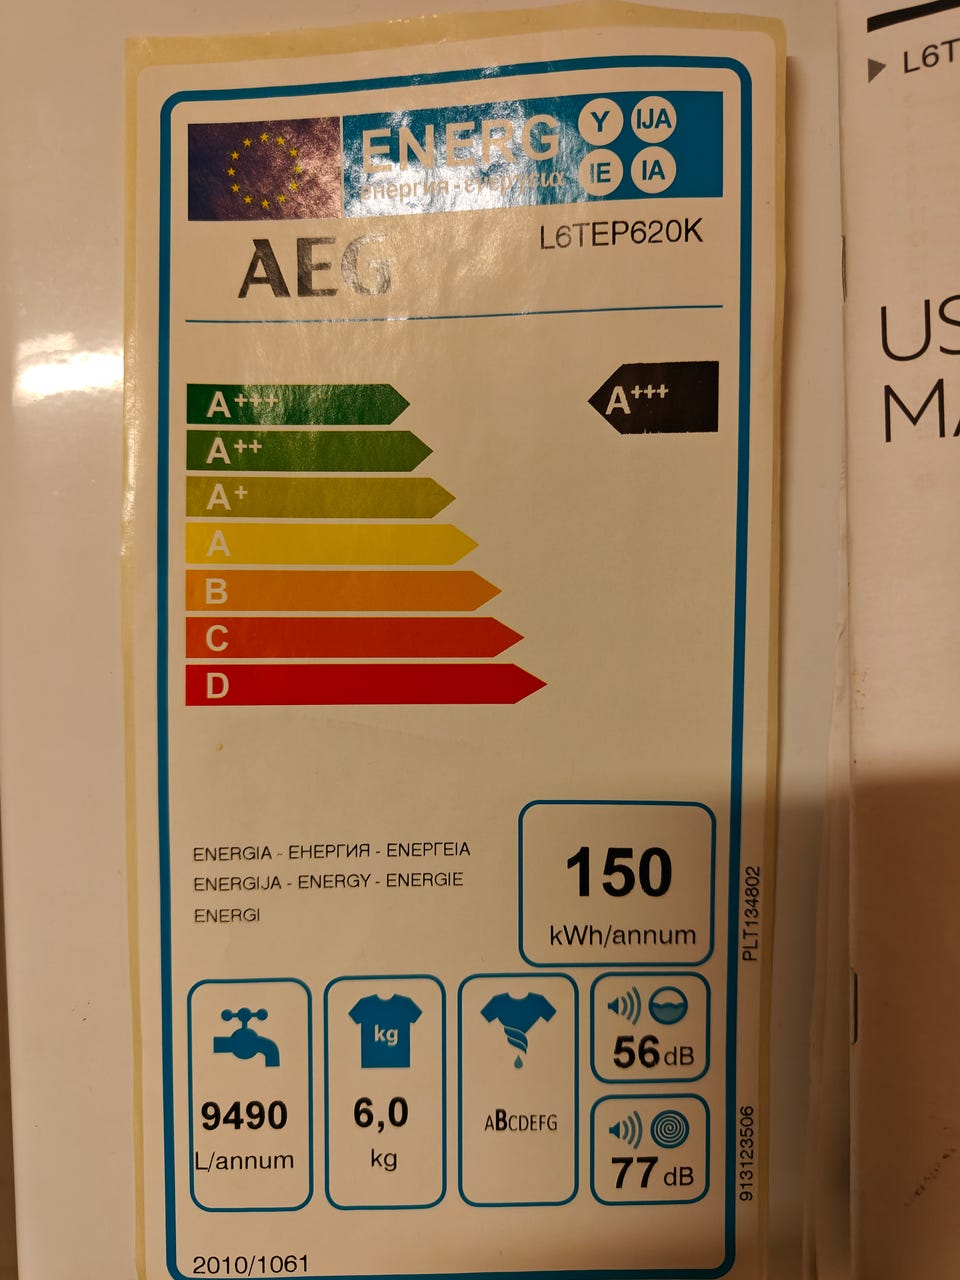 ENERG
енергия - ενεργεια
Y IJA
IE IA
AEG
L6TEP620K
A+++
A+++
A++
A+
A
B
C
D
ENERGIA - ЕНЕРГИЯ - ΕΝΕΡΓΕΙΑ
ENERGIJA - ENERGY - ENERGIE
ENERGI
150
kWh/annum
9490
L/annum
kg
6,0
kg
ABCDEFG
56 dB
77 dB
2010/1061
PLT134802
913123506
L6T
US
MA